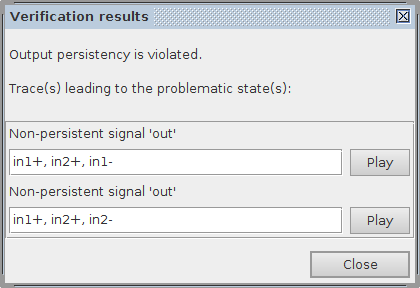 Verification results
Output persistency is violated.
Trace(s) leading to the problematic state(s):
Non-persistent signal 'out'
in1+, in2+, in1-
Play
Non-persistent signal 'out'
in1+, in2+, in2-
Play
Close